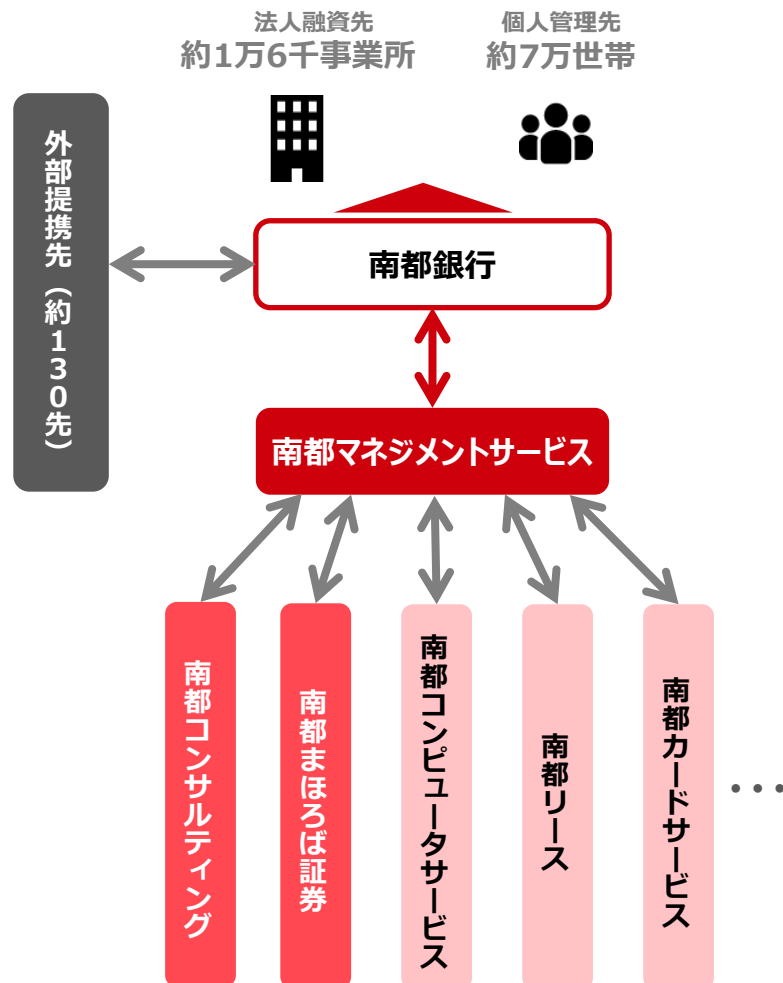 法人融資先
約1万6千事業所
個人管理先
約7万世帯
外部提携先（約130先）
南都銀行
南都マネジメントサービス
南都コンサルティング
南都まほろば証券
南都コンピュータサービス
南都リース
南都カードサービス
・・・